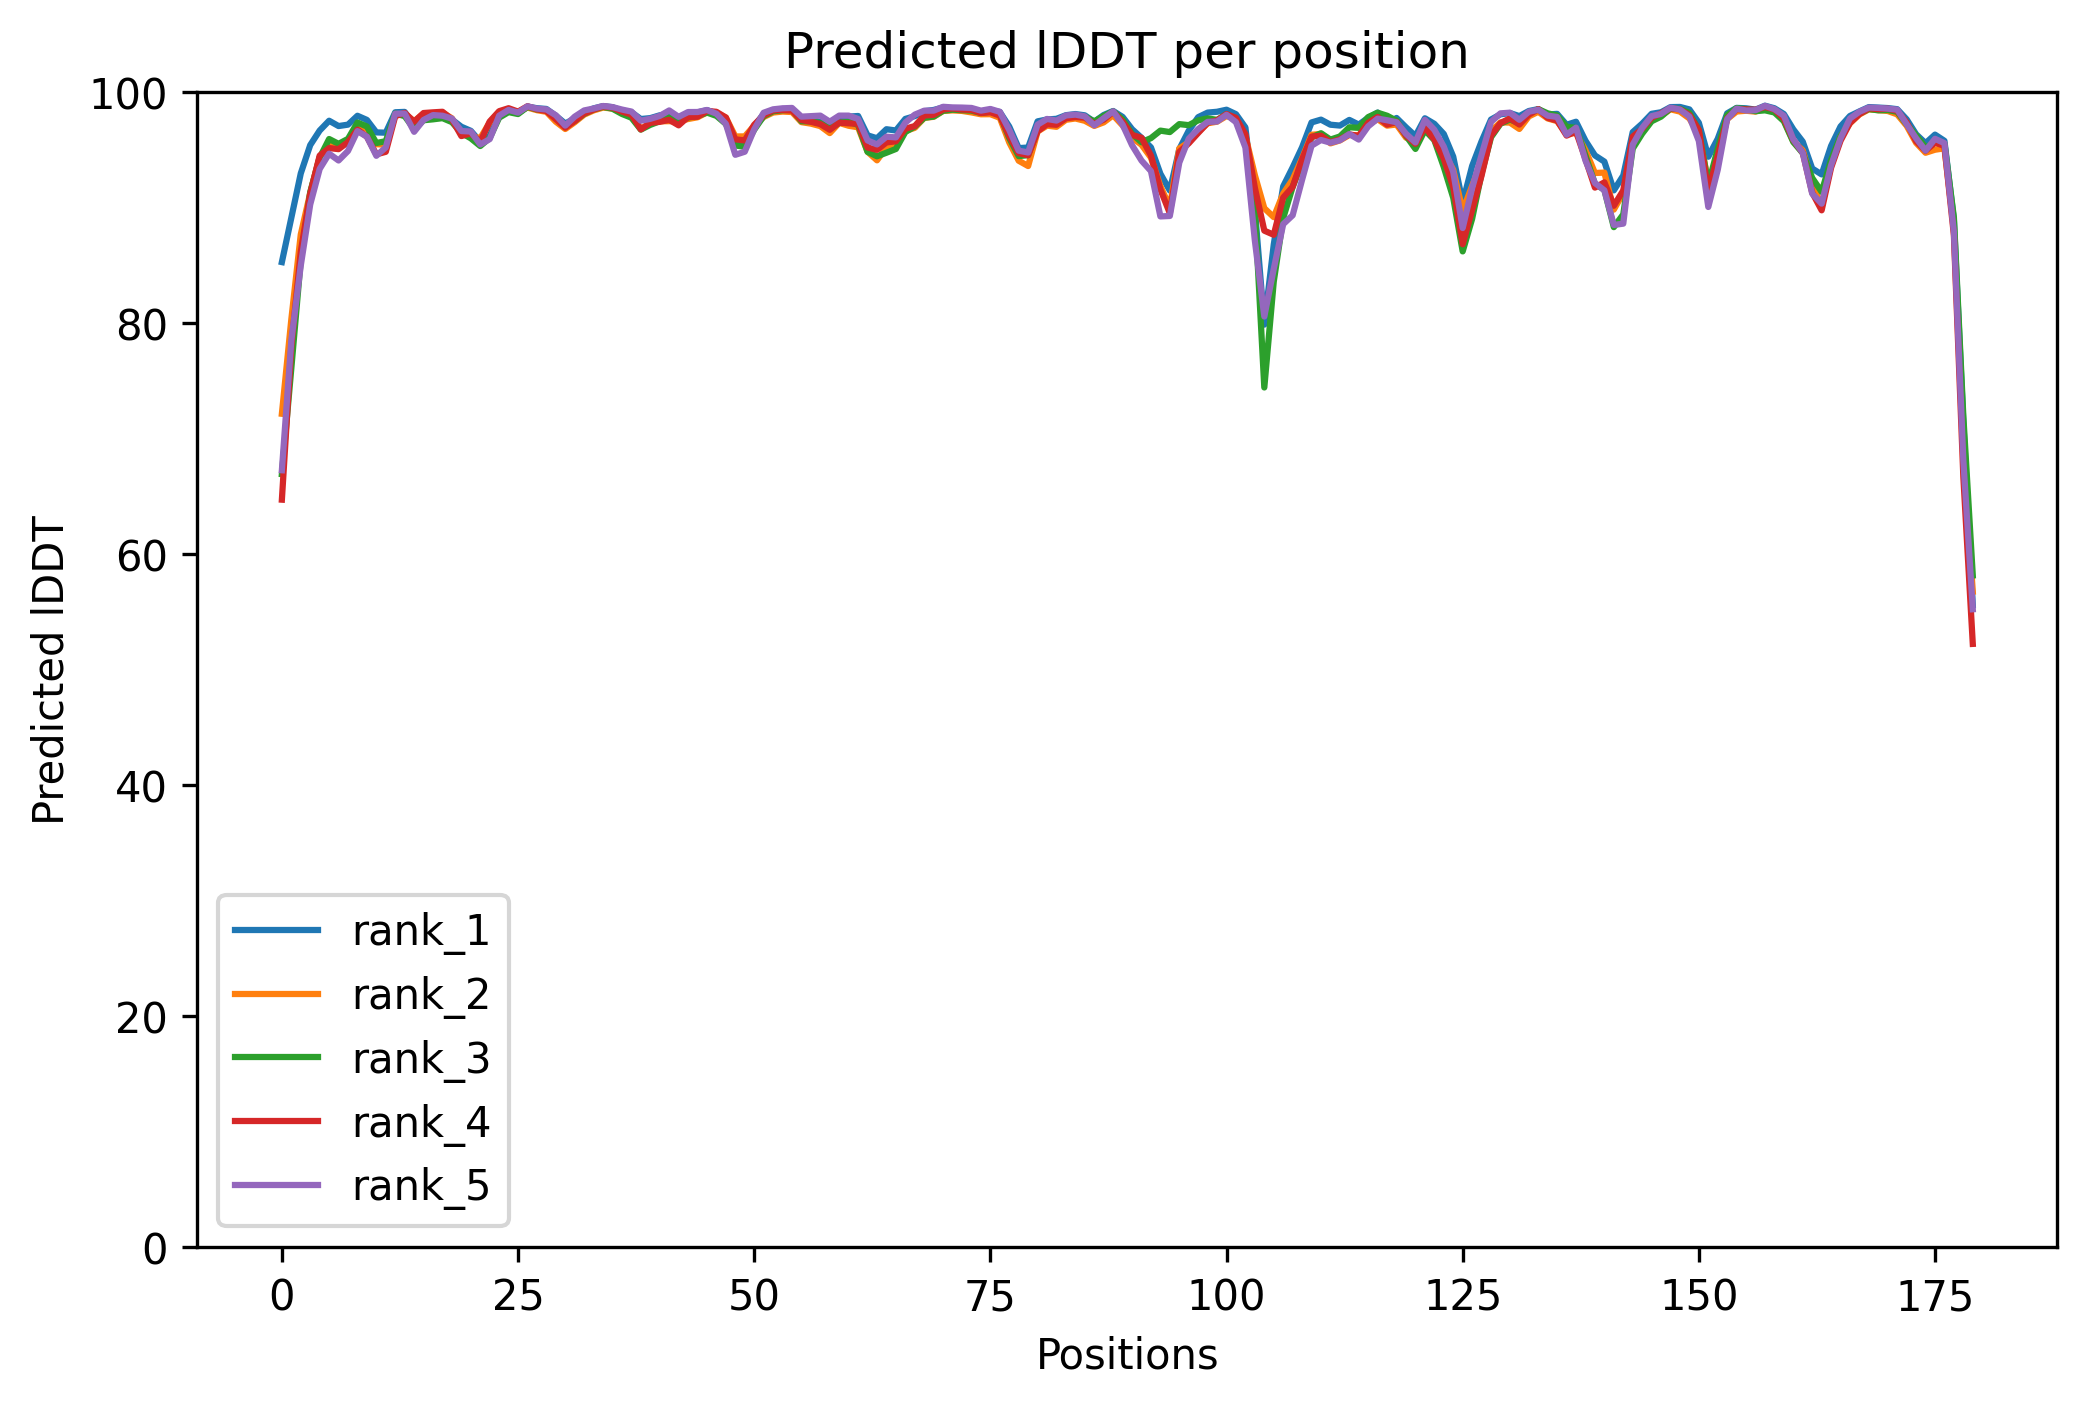 Predicted lDDT per position
Predicted lDDT
100
80
60
40
20
0
rank_1
rank_2
rank_3
rank_4
rank_5
0 25 50 75 100 125 150 175
Positions